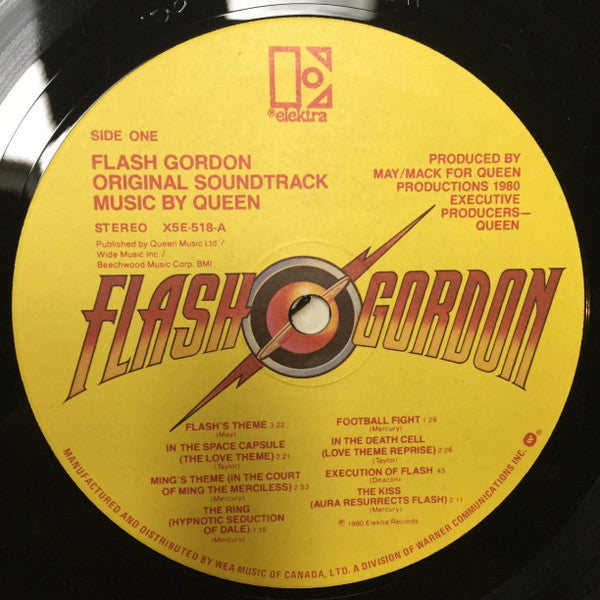 ®elektra
SIDE ONE
FLASH GORDON
ORIGINAL SOUNDTRACK
MUSIC BY QUEEN
STEREO X5E-518-A
Published by Queen Music Ltd./
Wide Music Inc/
Beechwood Music Corp. BMI
PRODUCED BY
MAY/MACK FOR QUEEN
PRODUCTIONS 1980
EXECUTIVE
PRODUCERS—
QUEEN
FLASH GORDON
FLASH'S THEME 3:22
(May)
IN THE SPACE CAPSULE
(THE LOVE THEME) 2:21
(Taylor)
MING'S THEME (IN THE COURT
OF MING THE MERCILESS) 2:53
(Mercury)
THE RING
(HYPNOTIC SEDUCTION
OF DALE) 1:15
(Mercury)
FOOTBALL FIGHT 1:29
(Mercury)
IN THE DEATH CELL
(LOVE THEME REPRISE) 2:26
(Taylor)
EXECUTION OF FLASH 43
(Deacon)
THE KISS
(AURA RESURRECTS FLASH) 2:11
(Mercury)
℗ 1980 Elektra Records
MANUFACTURED AND DISTRIBUTED BY WEA MUSIC OF CANADA, LTD. A DIVISION OF WARNER COMMUNICATIONS INC. ®